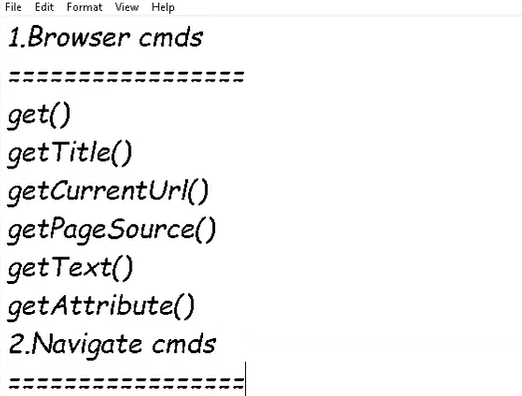 File Edit Format View Help
1.Browser cmds
=================
get()
getTitle()
getCurrentUrl()
getPageSource()
getText()
getAttribute()
2.Navigate cmds
=================